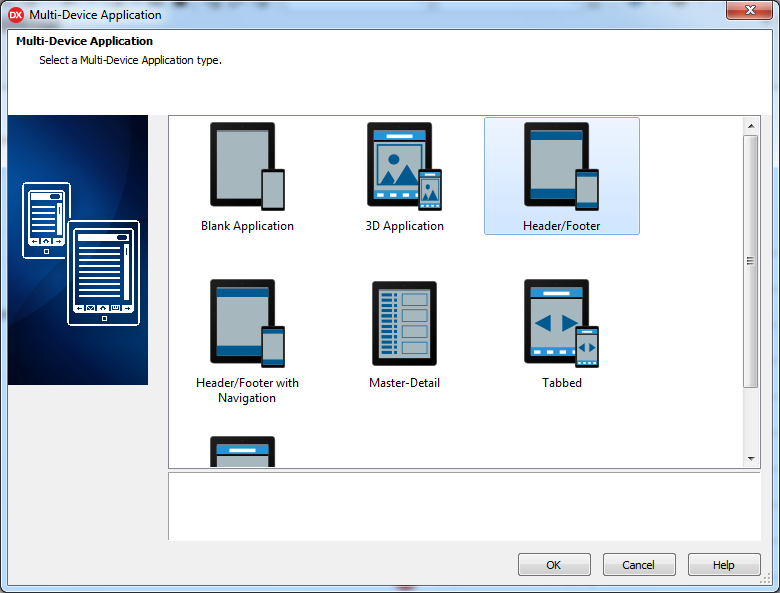 DX Multi-Device Application
Multi-Device Application
Select a Multi-Device Application type.
Blank Application
3D Application
Header/Footer
Header/Footer with
Navigation
Master-Detail
Tabbed
OK
Cancel
Help